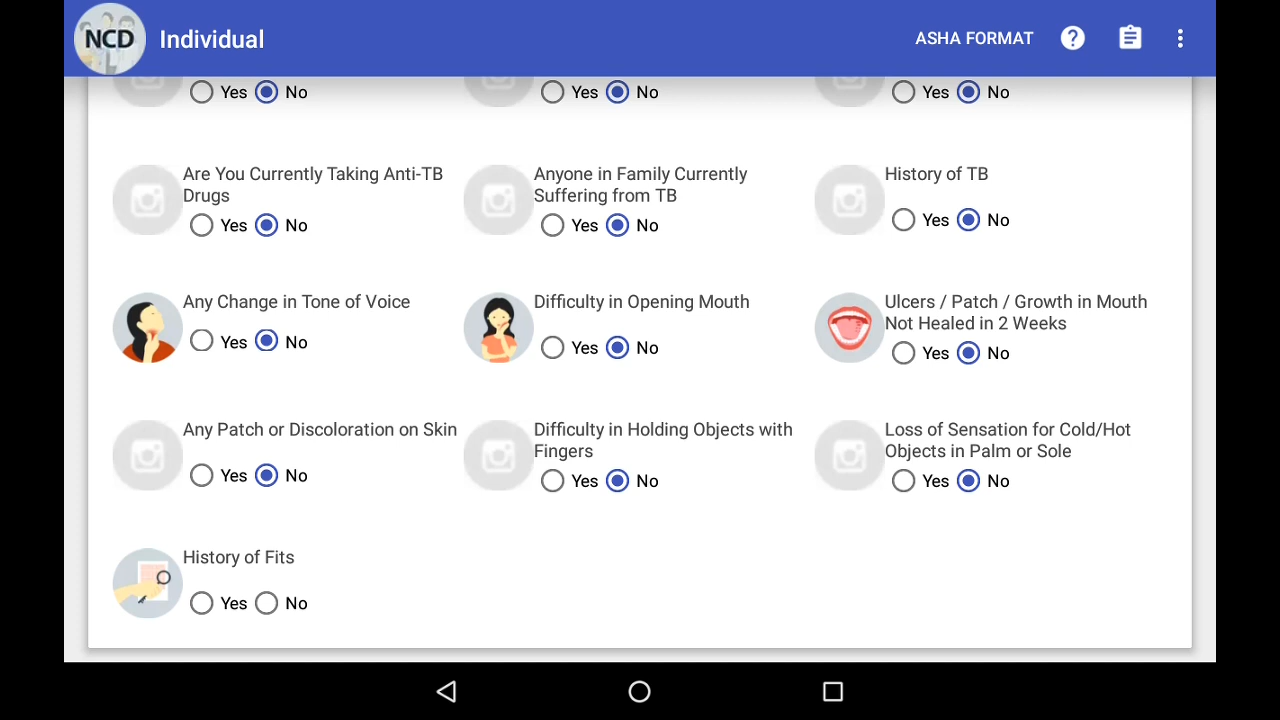 NCD Individual ASHA FORMAT
Yes No Yes No Yes No
Are You Currently Taking Anti-TB
Drugs
Yes No
Anyone in Family Currently
Suffering from TB
Yes No
History of TB
Yes No
Any Change in Tone of Voice
Yes No
Difficulty in Opening Mouth
Yes No
Ulcers / Patch / Growth in Mouth
Not Healed in 2 Weeks
Yes No
Any Patch or Discoloration on Skin
Yes No
Difficulty in Holding Objects with
Fingers
Yes No
Loss of Sensation for Cold/Hot
Objects in Palm or Sole
Yes No
History of Fits
Yes No